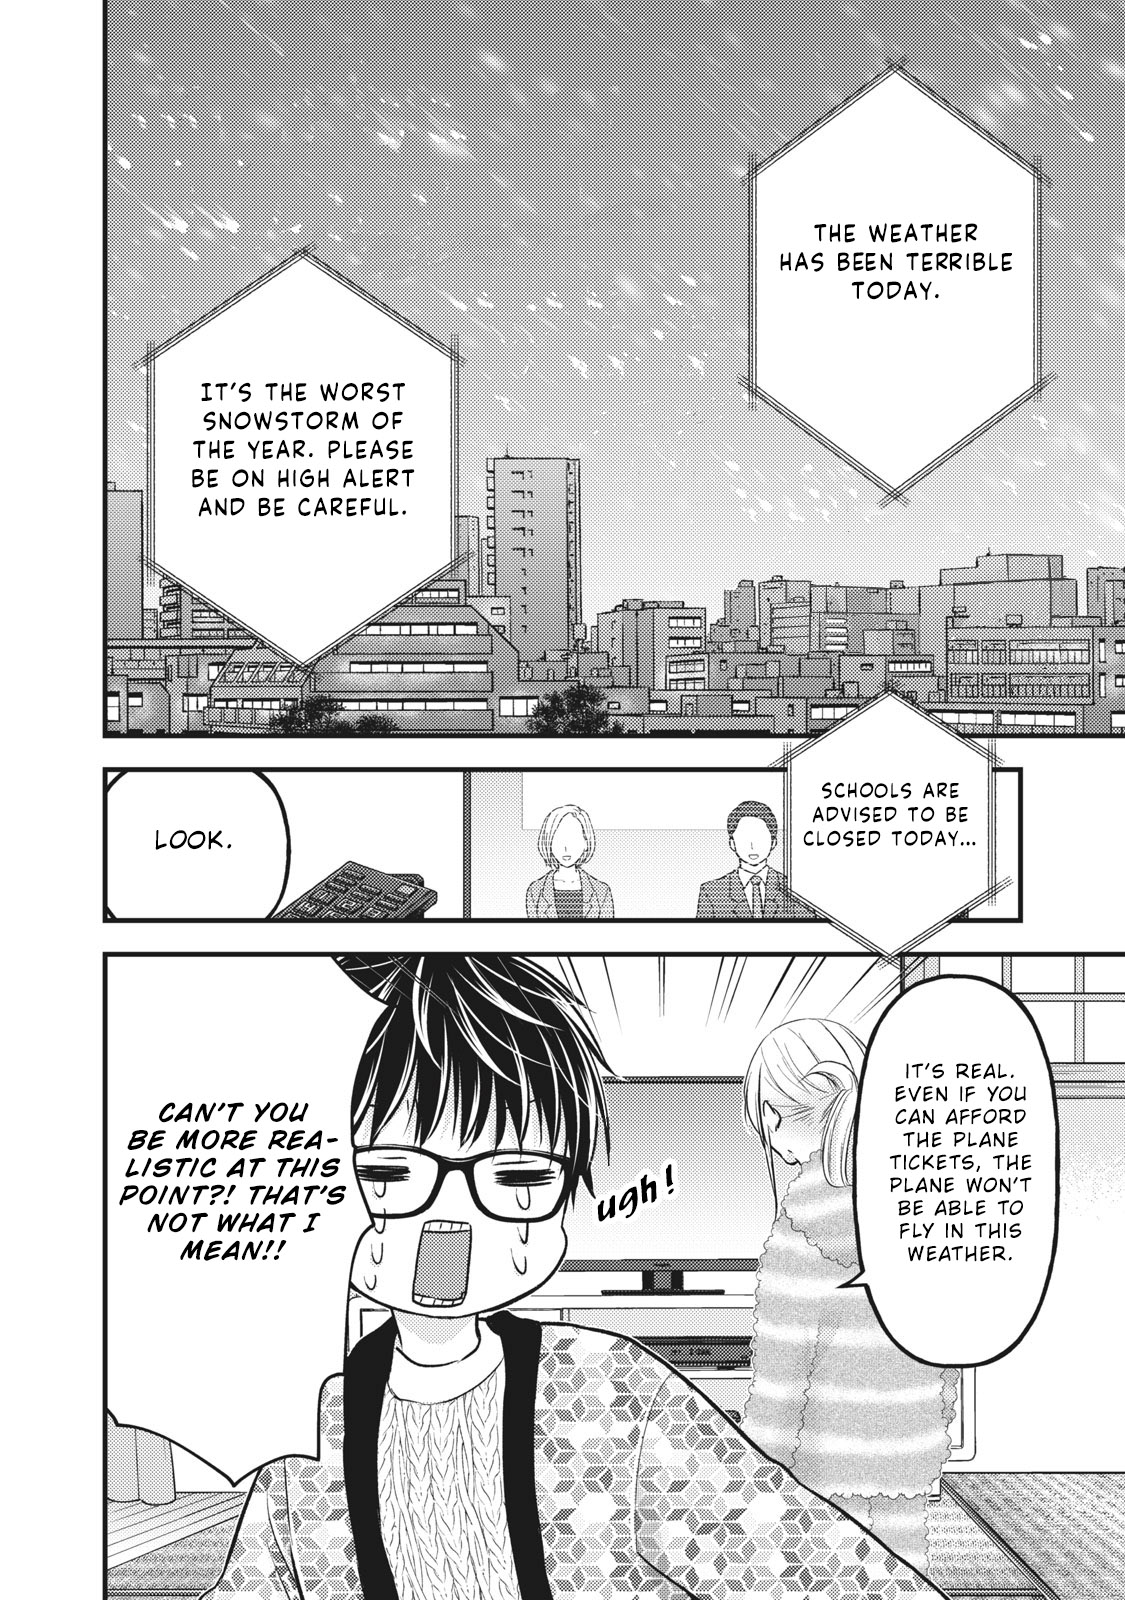 THE WEATHER
HAS BEEN TERRIBLE
TODAY.
IT'S THE WORST
SNOWSTORM OF
THE YEAR. PLEASE
BE ON HIGH ALERT
AND BE CAREFUL.
SCHOOLS ARE
ADVISED TO BE
CLOSED TODAY...
LOOK.
IT'S REAL.
EVEN IF YOU
CAN AFFORD
THE PLANE
TICKETS, THE
PLANE WON'T
BE ABLE TO
FLY IN THIS
WEATHER.
ugh!
CAN'T YOU
BE MORE REA-
LISTIC AT THIS
POINT?! THAT'S
NOT WHAT I
MEAN!!